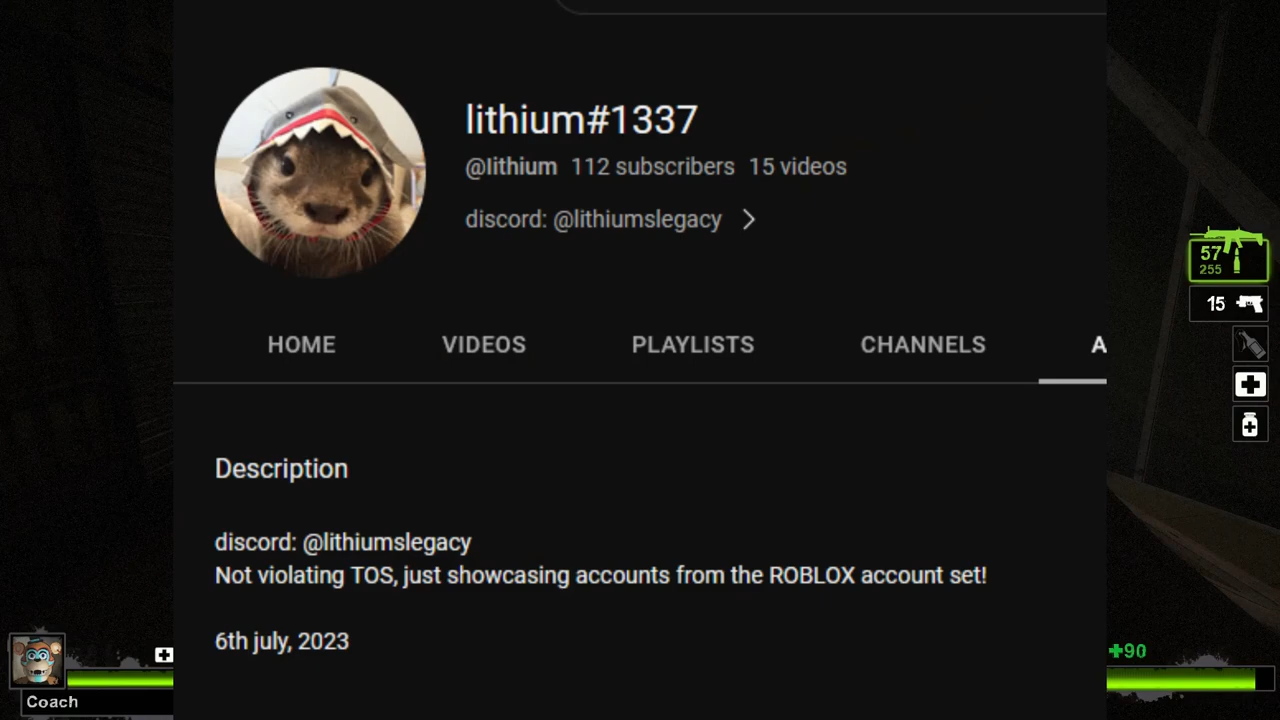 lithium#1337
@lithium 112 subscribers 15 videos
discord: @lithiumslegacy
HOME VIDEOS PLAYLISTS CHANNELS A
Description
discord: @lithiumslegacy
Not violating TOS, just showcasing accounts from the ROBLOX account set!
6th july, 2023
57
255
15
+90
Coach